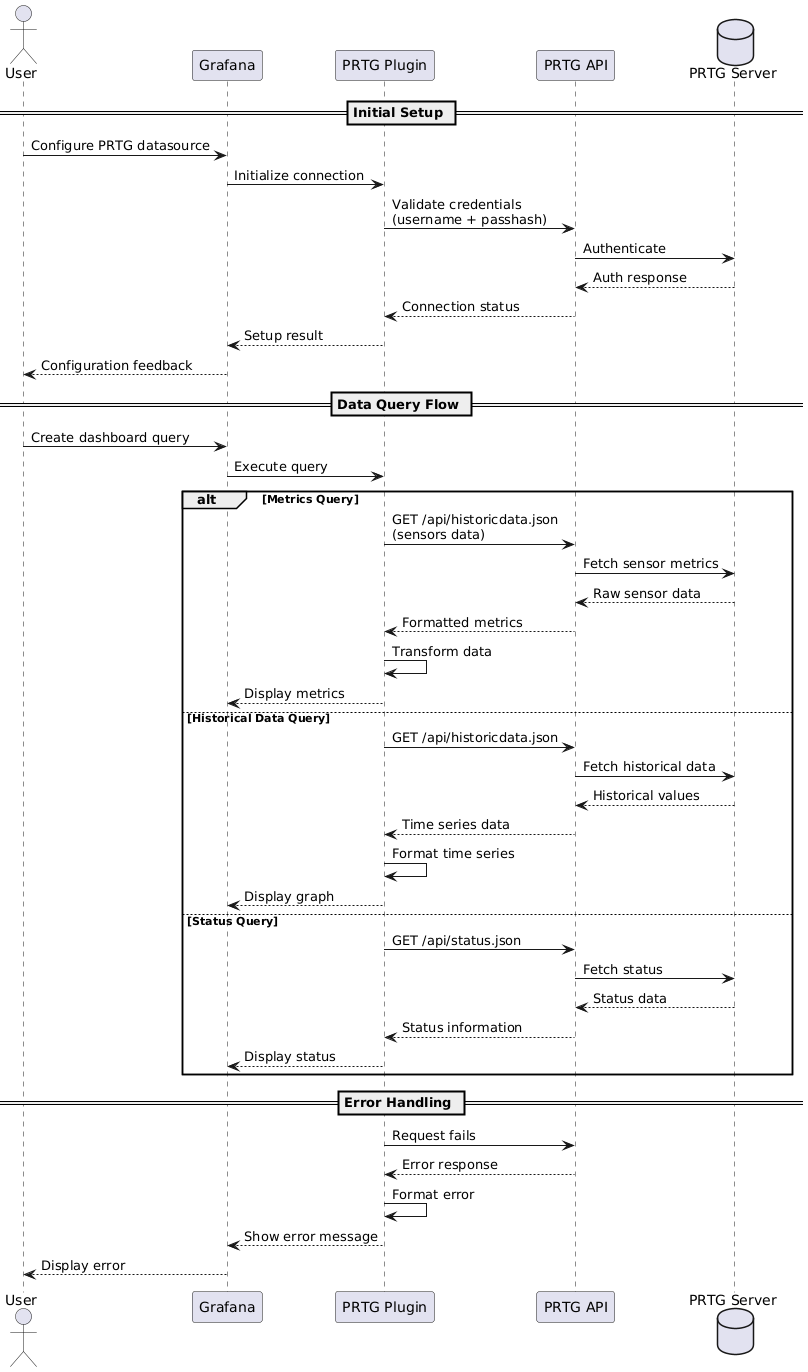 User
Grafana
PRTG Plugin
PRTG API
PRTG Server
Initial Setup
Configure PRTG datasource
Initialize connection
Validate credentials
(username + passhash)
Authenticate
Auth response
Connection status
Setup result
Configuration feedback
Data Query Flow
Create dashboard query
Execute query
alt
[Metrics Query]
GET /api/historicdata.json
(sensors data)
Fetch sensor metrics
Raw sensor data
Formatted metrics
Transform data
Display metrics
[Historical Data Query]
GET /api/historicdata.json
Fetch historical data
Historical values
Time series data
Format time series
Display graph
[Status Query]
GET /api/status.json
Fetch status
Status data
Status information
Display status
Error Handling
Request fails
Error response
Format error
Show error message
Display error
User
Grafana
PRTG Plugin
PRTG API
PRTG Server